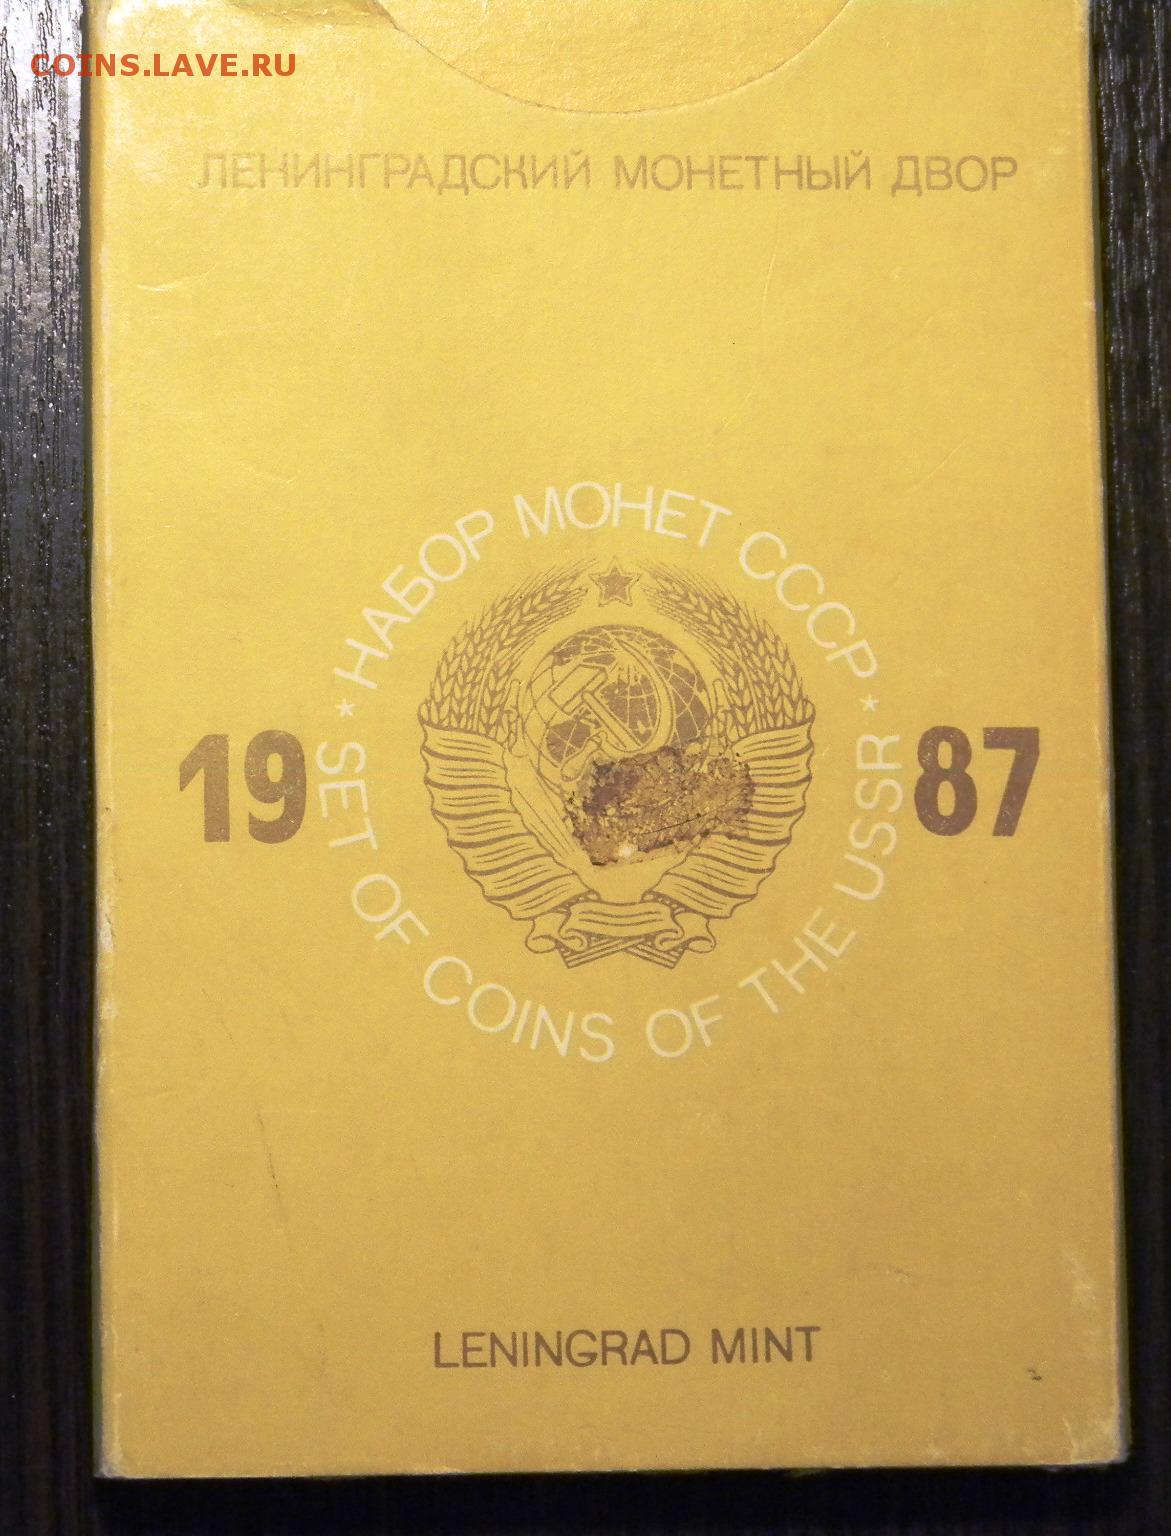 COINS.LAVE.RU
ЛЕНИНГРАДСКИЙ МОНЕТНЫЙ ДВОР
* НАБОР МОНЕТ СССР *
19 87
SET OF COINS OF THE USSR
LENINGRAD MINT